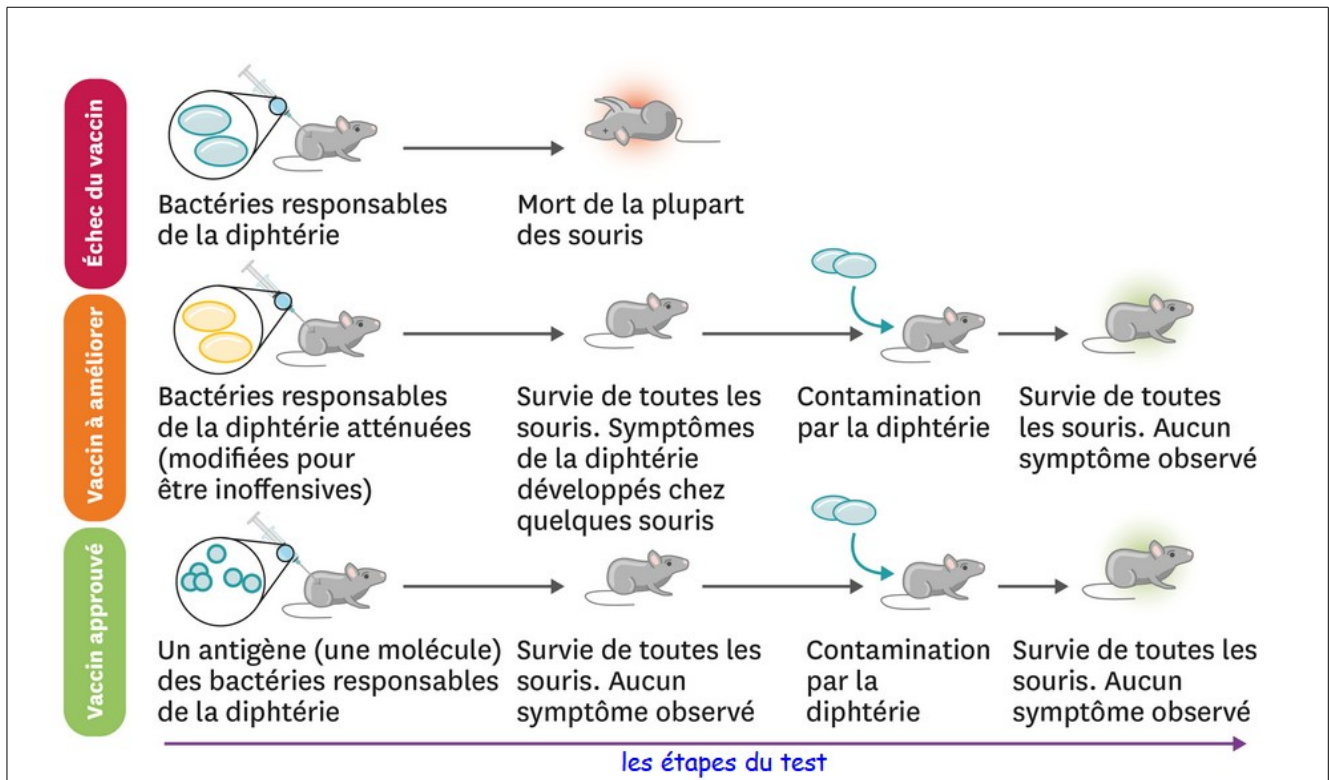 Échec du vaccin
Bactéries responsables
de la diphtérie
Mort de la plupart
des souris
Vaccin à améliorer
Bactéries responsables
de la diphtérie atténuées
(modifiées pour
être inoffensives)
Survie de toutes les
souris. Symptômes
de la diphtérie
développés chez
quelques souris
Contamination
par la diphtérie
Survie de toutes
les souris. Aucun
symptôme observé
Vaccin approuvé
Un antigène (une molécule)
des bactéries responsables
de la diphtérie
Survie de toutes les
souris. Aucun
symptôme observé
Contamination
par la
diphtérie
Survie de toutes les
souris. Aucun
symptôme observé
les étapes du test